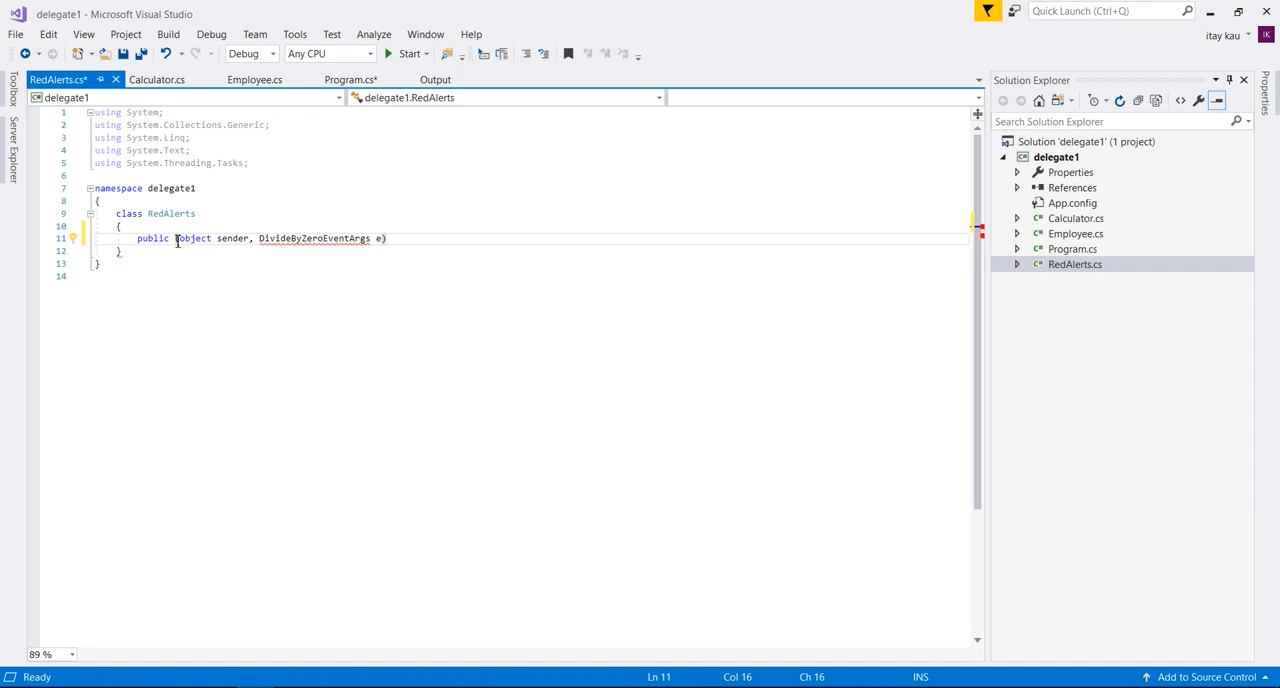 delegate1 - Microsoft Visual Studio
Quick Launch (Ctrl+Q)
File Edit View Project Build Debug Team Tools Test Analyze Window Help
itay kau IK
Debug Any CPU Start
RedAlerts.cs* Calculator.cs Employee.cs Program.cs* Output
delegate1 delegate1.RedAlerts
1 using System;
2 using System.Collections.Generic;
3 using System.Linq;
4 using System.Text;
5 using System.Threading.Tasks;
6
7 namespace delegate1
8 {
9 class RedAlerts
10 {
11 public (object sender, DivideByZeroEventArgs e)
12 }
13 }
14
89 %
Toolbox
Server Explorer
Solution Explorer
Search Solution Explorer
Solution 'delegate1' (1 project)
C# delegate1
Properties
References
App.config
C# Calculator.cs
C# Employee.cs
C# Program.cs
C# RedAlerts.cs
Properties
Ready Ln 11 Col 16 Ch 16 INS Add to Source Control